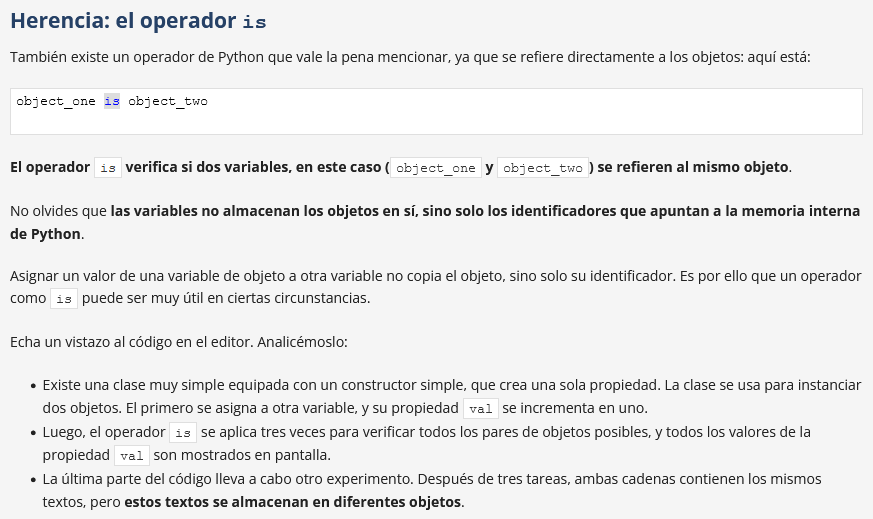 Herencia: el operador is
También existe un operador de Python que vale la pena mencionar, ya que se refiere directamente a los objetos: aquí está:
object_one is object_two
El operador is verifica si dos variables, en este caso ( object_one y object_two ) se refieren al mismo objeto.
No olvides que las variables no almacenan los objetos en sí, sino solo los identificadores que apuntan a la memoria interna
de Python.
Asignar un valor de una variable de objeto a otra variable no copia el objeto, sino solo su identificador. Es por ello que un operador
como is puede ser muy útil en ciertas circunstancias.
Echa un vistazo al código en el editor. Analicémoslo:
• Existe una clase muy simple equipada con un constructor simple, que crea una sola propiedad. La clase se usa para instanciar
dos objetos. El primero se asigna a otra variable, y su propiedad val se incrementa en uno.
• Luego, el operador is se aplica tres veces para verificar todos los pares de objetos posibles, y todos los valores de la
propiedad val son mostrados en pantalla.
• La última parte del código lleva a cabo otro experimento. Después de tres tareas, ambas cadenas contienen los mismos
textos, pero estos textos se almacenan en diferentes objetos.